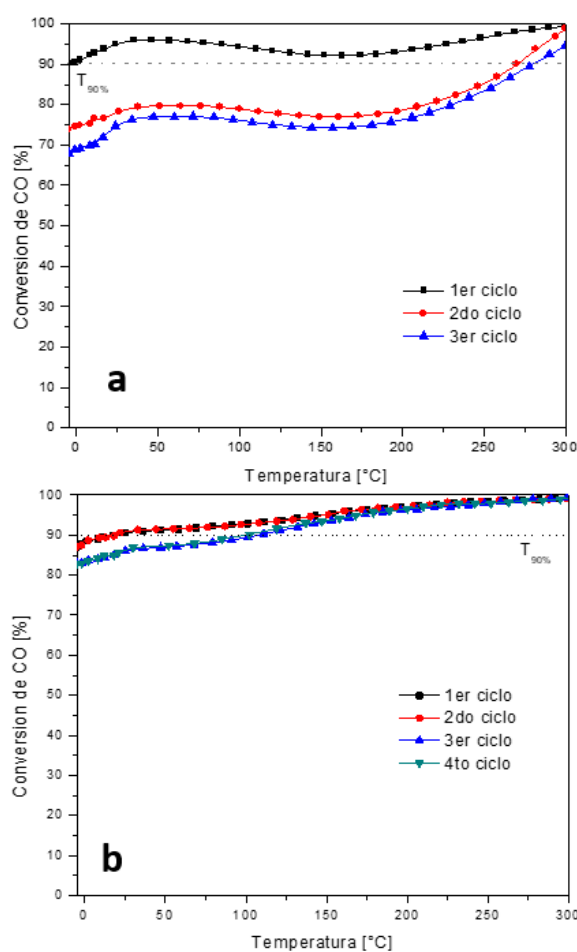 100
90
80
70
60
50
40
30
20
10
0
Conversion de CO [%]
T90%
1er ciclo
2do ciclo
3er ciclo
a
0
50
100
150
200
250
300
Temperatura [°C]
100
90
80
70
60
50
40
30
20
10
0
Conversion de CO [%]
T90%
1er ciclo
2do ciclo
3er ciclo
4to ciclo
b
0
50
100
150
200
250
300
Temperatura [°C]